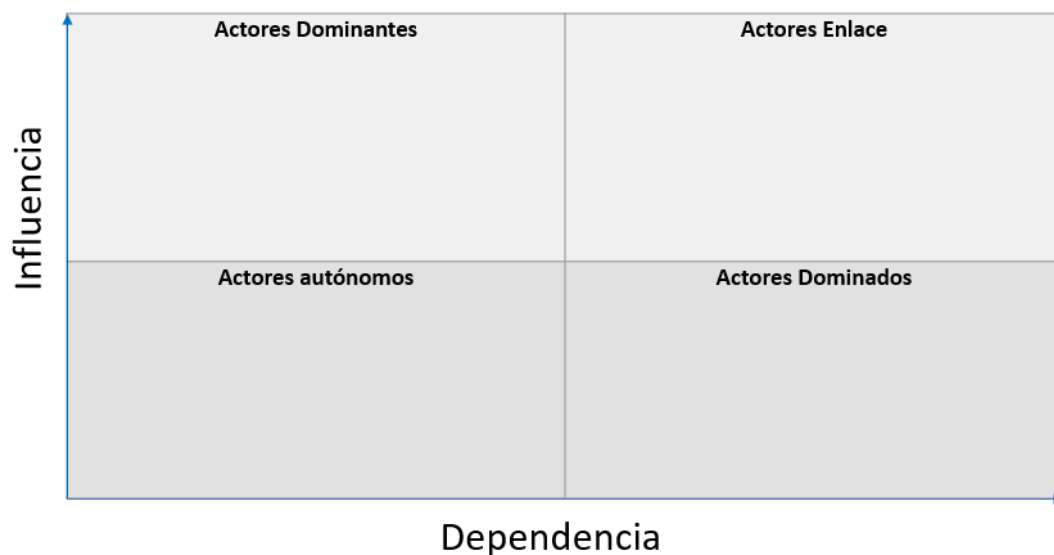 Actores Dominantes
Actores Enlace
Influencia
Actores autónomos
Actores Dominados
Dependencia